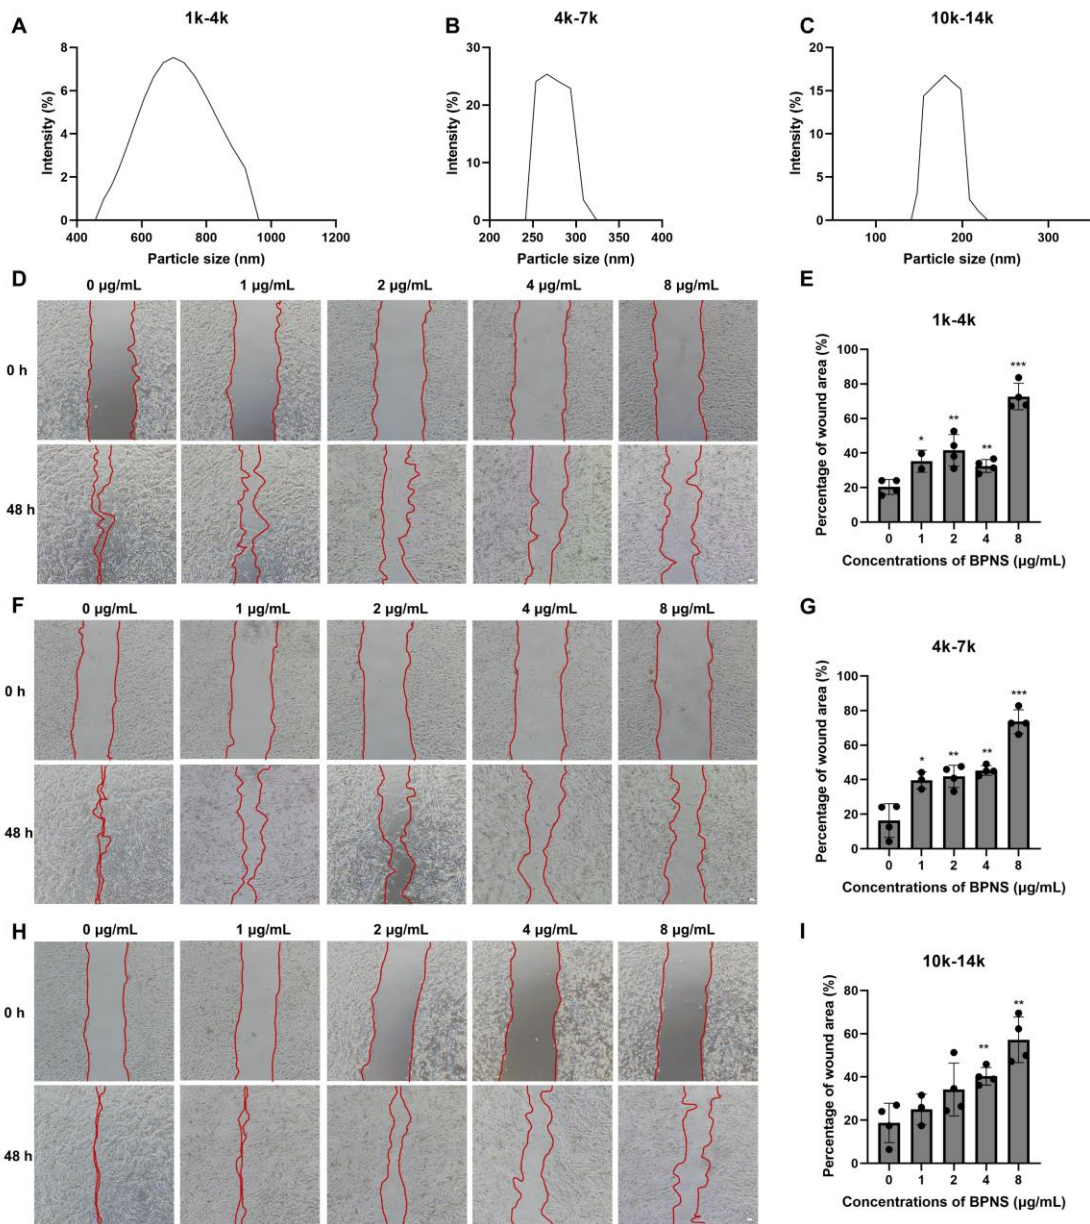 A 1k-4k
Intensity (%)
8
6
4
2
0
400 600 800 1000 1200
Particle size (nm)
B 4k-7k
Intensity (%)
30
20
10
0
200 250 300 350 400
Particle size (nm)
C 10k-14k
Intensity (%)
20
15
10
5
0
100 200 300
Particle size (nm)
D 0 µg/mL 1 µg/mL 2 µg/mL 4 µg/mL 8 µg/mL
0 h
48 h
E 1k-4k
Percentage of wound area (%)
100
80
60
40
20
0
* ** ** ***
0 1 2 4 8
Concentrations of BPNS (µg/mL)
F 0 µg/mL 1 µg/mL 2 µg/mL 4 µg/mL 8 µg/mL
0 h
48 h
G 4k-7k
Percentage of wound area (%)
100
80
60
40
20
0
* ** ** ***
0 1 2 4 8
Concentrations of BPNS (µg/mL)
H 0 µg/mL 1 µg/mL 2 µg/mL 4 µg/mL 8 µg/mL
0 h
48 h
I 10k-14k
Percentage of wound area (%)
80
60
40
20
0
** **
0 1 2 4 8
Concentrations of BPNS (µg/mL)